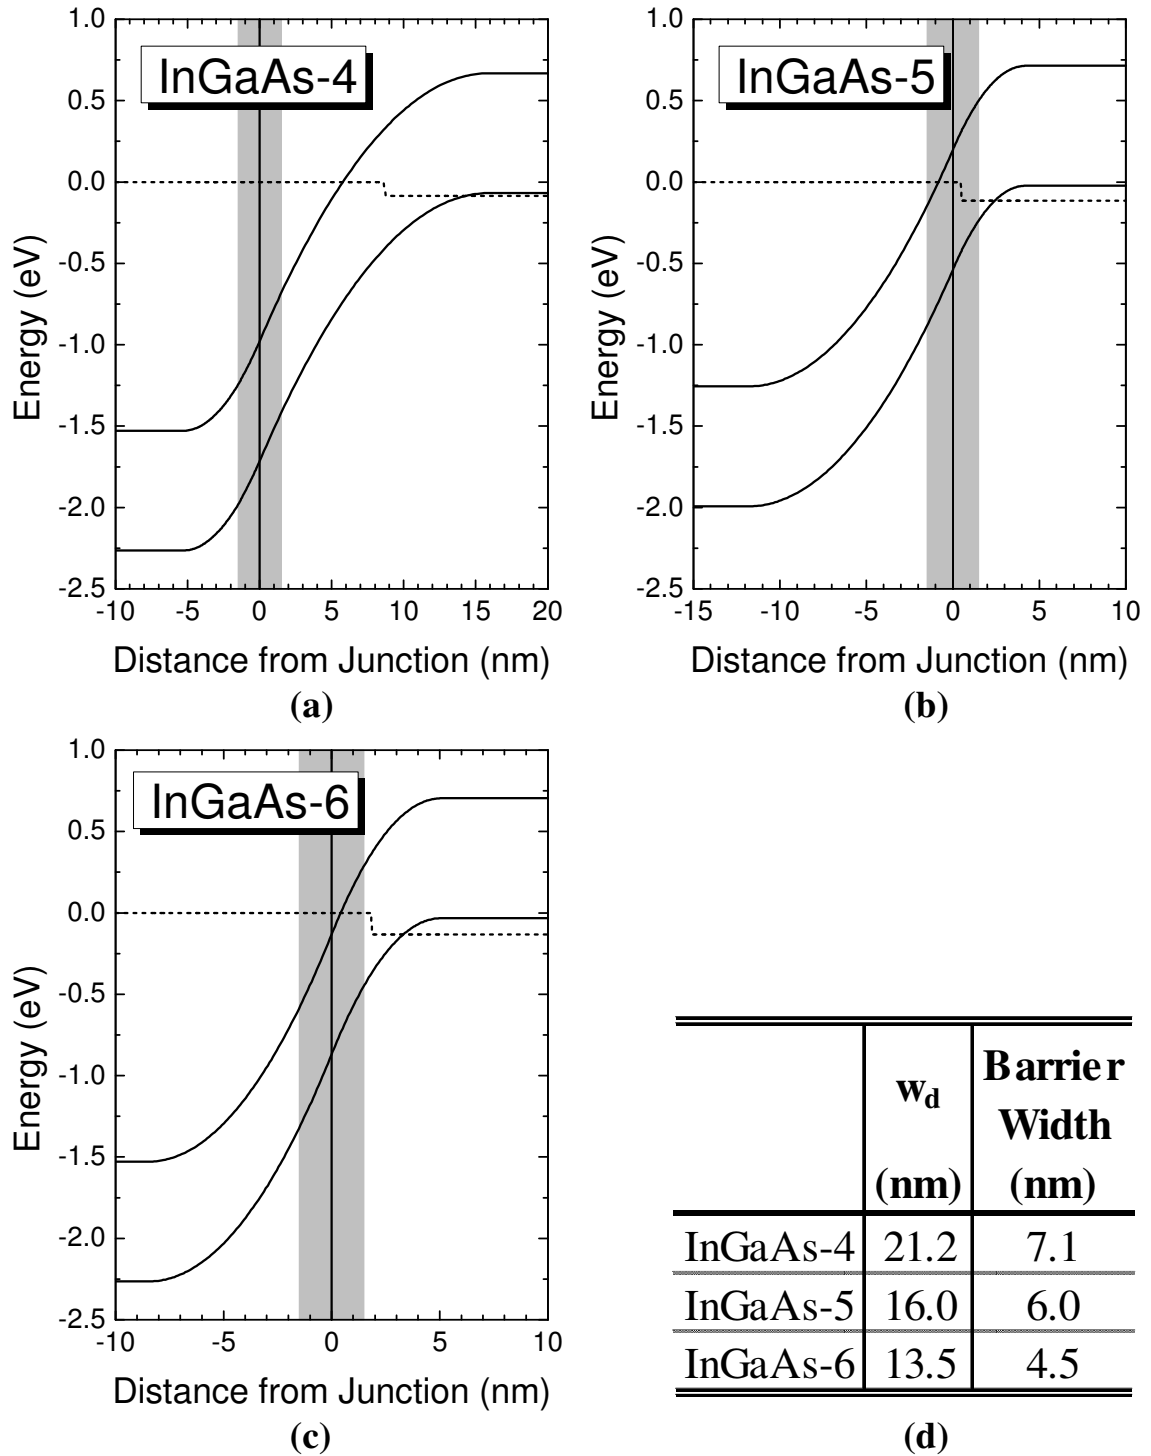 InGaAs-4
1.0
0.5
0.0
-0.5
-1.0
-1.5
-2.0
-2.5
Energy (eV)
-10 -5 0 5 10 15 20
Distance from Junction (nm)
(a)
InGaAs-5
1.0
0.5
0.0
-0.5
-1.0
-1.5
-2.0
-2.5
Energy (eV)
-15 -10 -5 0 5 10
Distance from Junction (nm)
(b)
InGaAs-6
1.0
0.5
0.0
-0.5
-1.0
-1.5
-2.0
-2.5
Energy (eV)
-10 -5 0 5 10
Distance from Junction (nm)
(c)
w_d (nm) Barrier Width (nm)
InGaAs-4 21.2 7.1
InGaAs-5 16.0 6.0
InGaAs-6 13.5 4.5
(d)